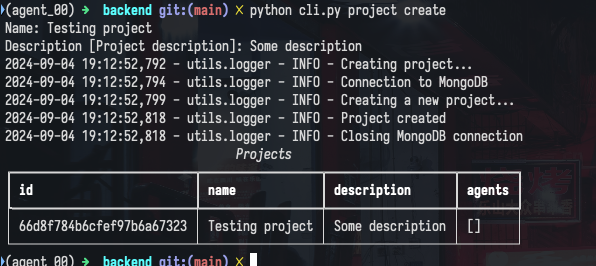 (agent_00) ➜  backend git:(main) ✗ python cli.py project create
Name: Testing project
Description [Project description]: Some description
2024-09-04 19:12:52,792 - utils.logger - INFO - Creating project...
2024-09-04 19:12:52,794 - utils.logger - INFO - Connection to MongoDB
2024-09-04 19:12:52,799 - utils.logger - INFO - Creating a new project...
2024-09-04 19:12:52,818 - utils.logger - INFO - Project created
2024-09-04 19:12:52,818 - utils.logger - INFO - Closing MongoDB connection
Projects
id name description agents
66d8f784b6cfef97b6a67323 Testing project Some description []
(agent_00) ➜  backend git:(main) ✗